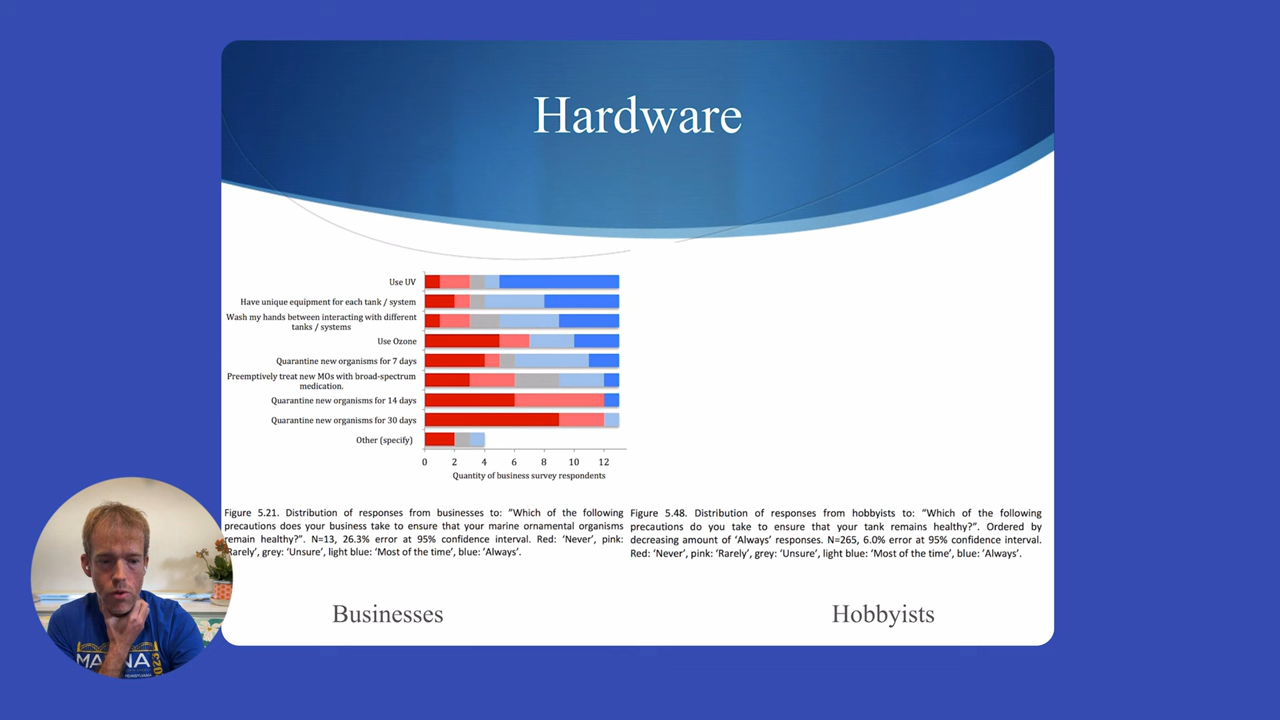 Hardware
Use UV
Have unique equipment for each tank / system
Wash my hands between interacting with different
tanks / systems
Use Ozone
Quarantine new organisms for 7 days
Preemptively treat new MOs with broad-spectrum
medication.
Quarantine new organisms for 14 days
Quarantine new organisms for 30 days
Other (specify)
0 2 4 6 8 10 12
Quantity of business survey respondents
Figure 5.21. Distribution of responses from businesses to: "Which of the following
precautions does your business take to ensure that your marine ornamental organisms
remain healthy?". N=13, 26.3% error at 95% confidence interval. Red: 'Never', pink:
'Rarely', grey: 'Unsure', light blue: 'Most of the time', blue: 'Always'.
Figure 5.48. Distribution of responses from hobbyists to: "Which of the following
precautions do you take to ensure that your tank remains healthy?". Ordered by
decreasing amount of 'Always' responses. N=265, 6.0% error at 95% confidence interval.
Red: 'Never', pink: 'Rarely', grey: 'Unsure', light blue: 'Most of the time', blue: 'Always'.
Businesses
Hobbyists
2023